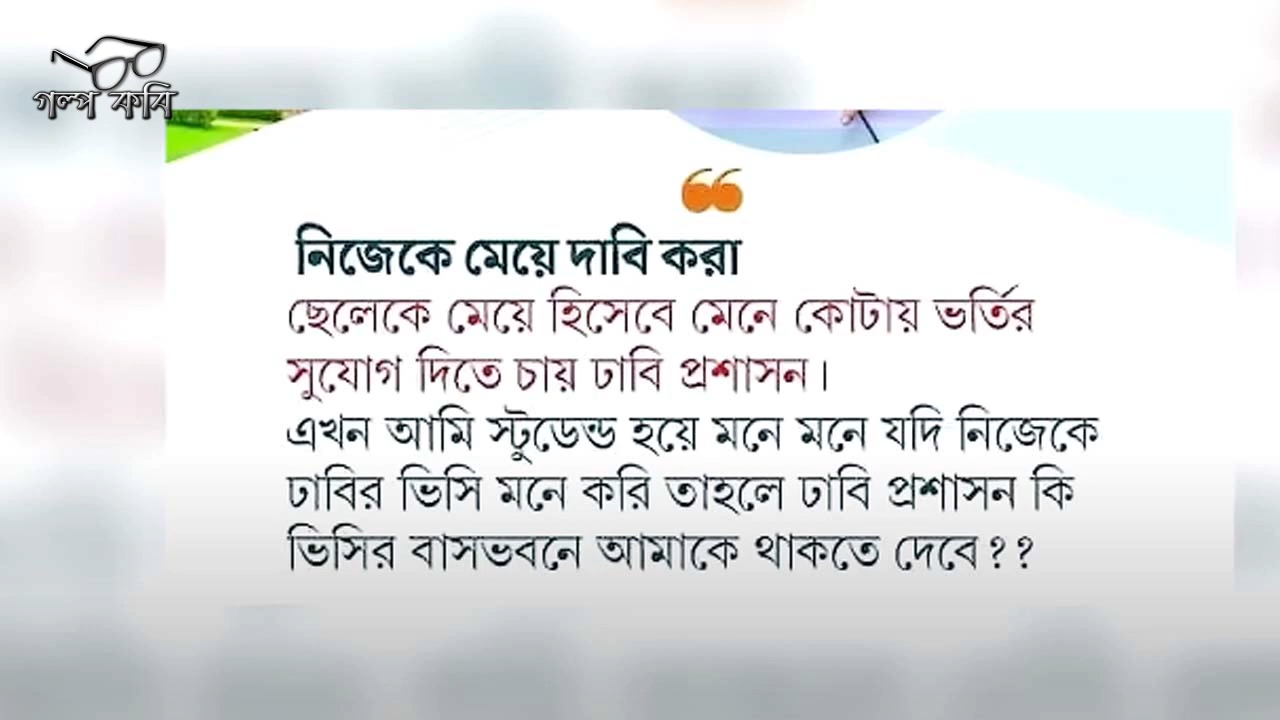 গল্প কবি
নিজেকে মেয়ে দাবি করা
ছেলেকে মেয়ে হিসেবে মেনে কোটায় ভর্তির
সুযোগ দিতে চায় ঢাবি প্রশাসন।
এখন আমি স্টুডেন্ড হয়ে মনে মনে যদি নিজেকে
ঢাবির ভিসি মনে করি তাহলে ঢাবি প্রশাসন কি
ভিসির বাসভবনে আমাকে থাকতে দেবে??